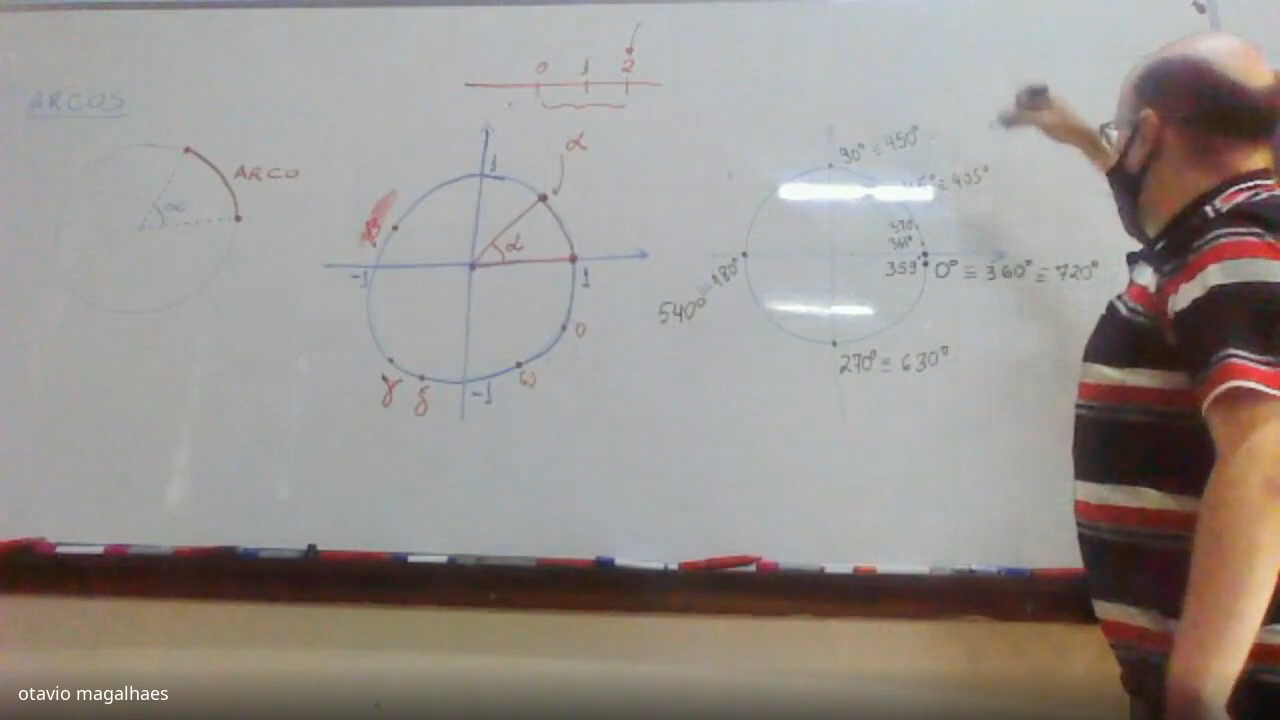 ARCOS
α
ARCO
0 1 2
1
α
α
β
-1
1
0
ω
-1
γ
δ
90° ≡ 450°
45° ≡ 405°
370°
361°
359° 0° ≡ 360° ≡ 720°
540° ≡ 180°
270° ≡ 630°
otavio magalhaes